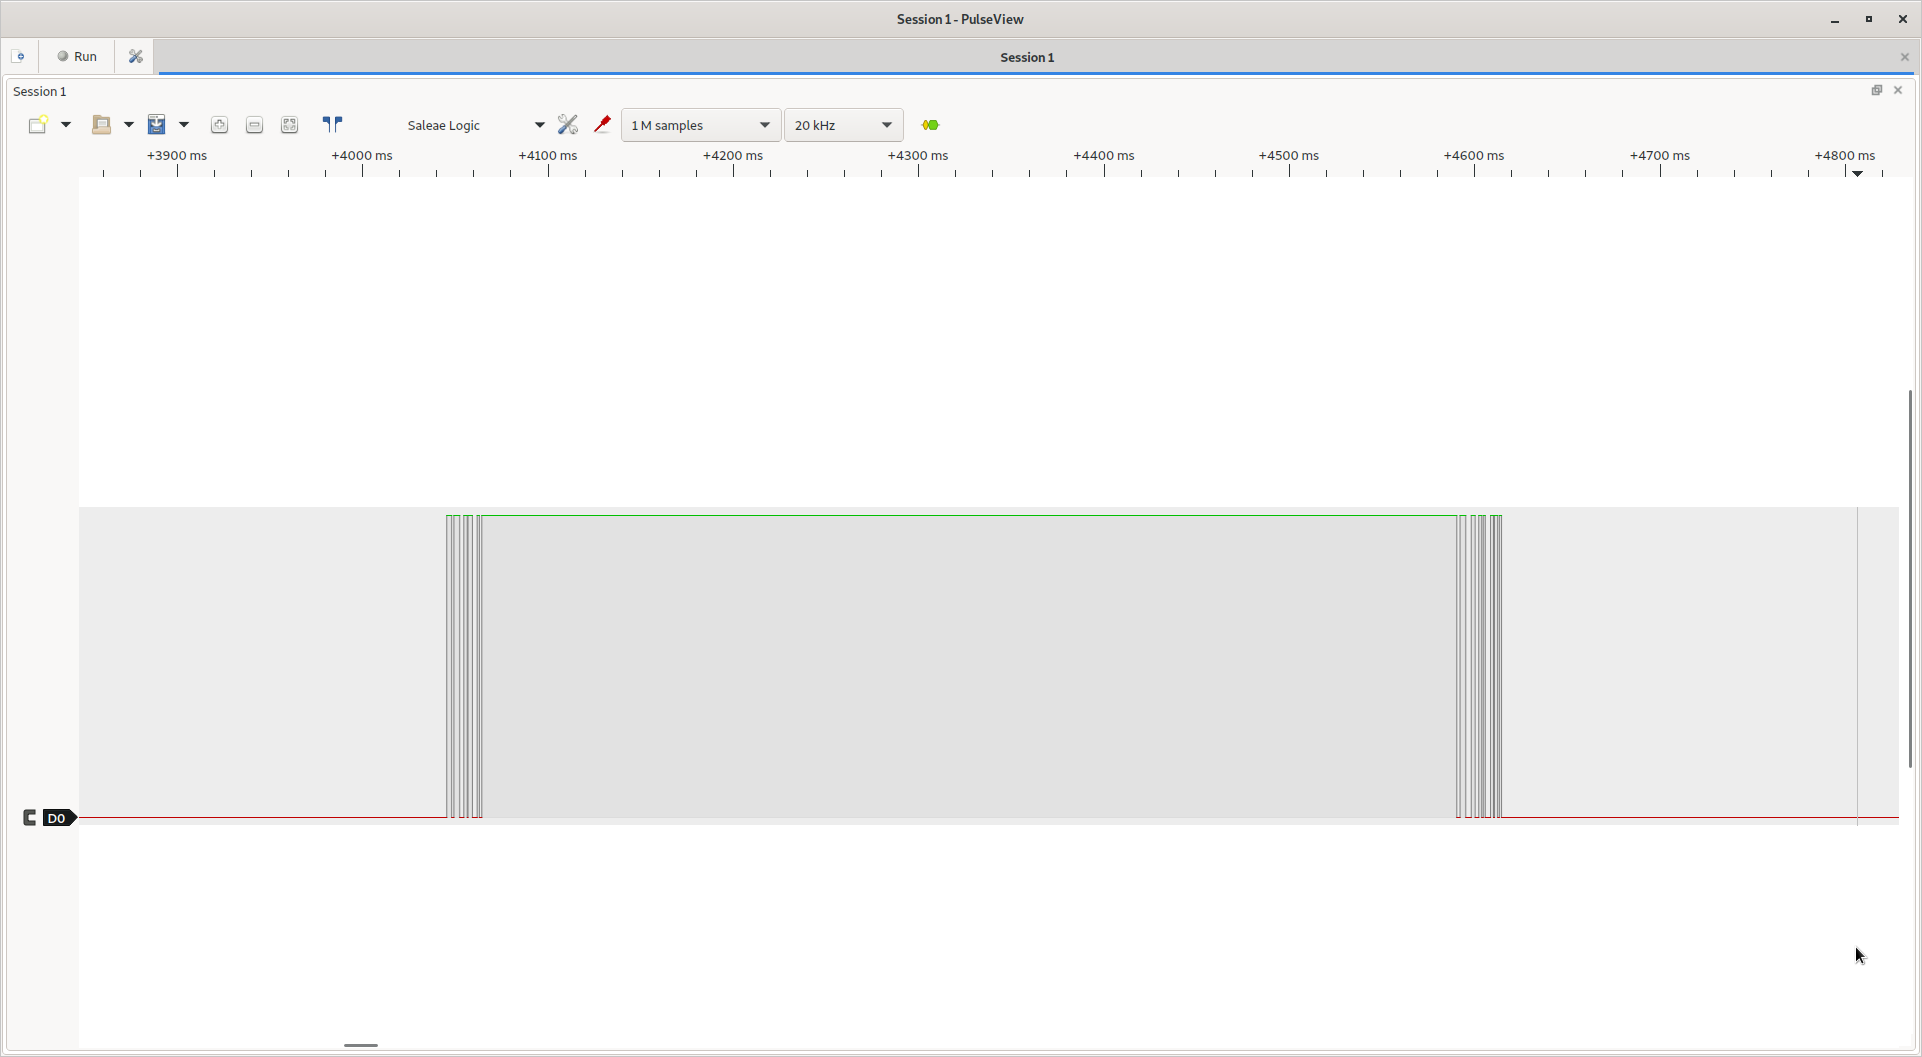 Session 1 - PulseView
Run
Session 1
Session 1
Saleae Logic
1 M samples
20 kHz
+3900 ms +4000 ms +4100 ms +4200 ms +4300 ms +4400 ms +4500 ms +4600 ms +4700 ms +4800 ms
D0